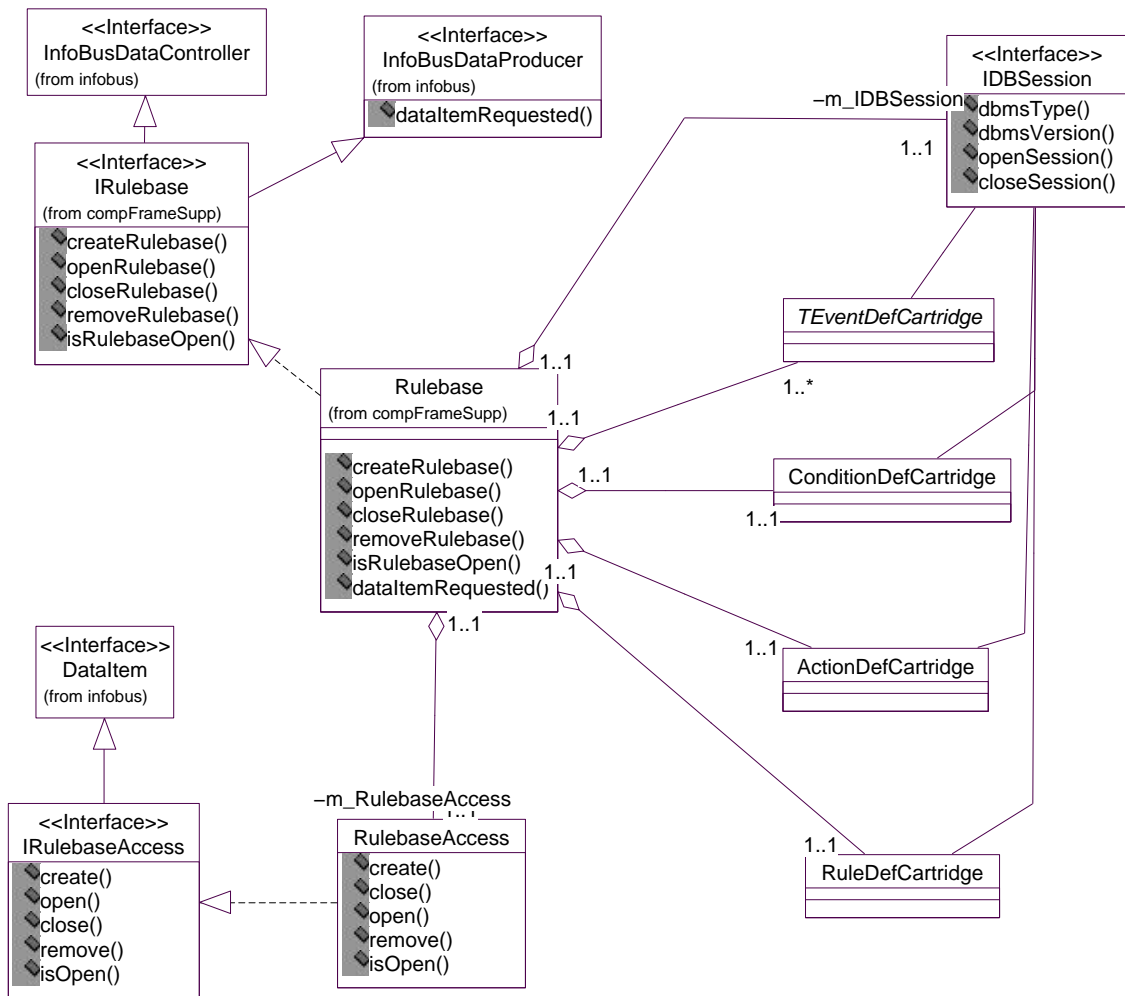 <<Interface>>
InfoBusDataController
(from infobus)
<<Interface>>
InfoBusDataProducer
(from infobus)
dataItemRequested()
<<Interface>>
IDBSession
dbmsType()
dbmsVersion()
openSession()
closeSession()
–m_IDBSession
1..1
<<Interface>>
IRulebase
(from compFrameSupp)
createRulebase()
openRulebase()
closeRulebase()
removeRulebase()
isRulebaseOpen()
TEventDefCartridge
1..*
1..1
Rulebase
(from compFrameSupp)
createRulebase()
openRulebase()
closeRulebase()
removeRulebase()
isRulebaseOpen()
dataItemRequested()
1..1
1..1
ConditionDefCartridge
1..1
1..1
1..1
1..1
ActionDefCartridge
<<Interface>>
DataItem
(from infobus)
–m_RulebaseAccess
1..1
RulebaseAccess
create()
close()
open()
remove()
isOpen()
<<Interface>>
IRulebaseAccess
create()
open()
close()
remove()
isOpen()
1..1
RuleDefCartridge